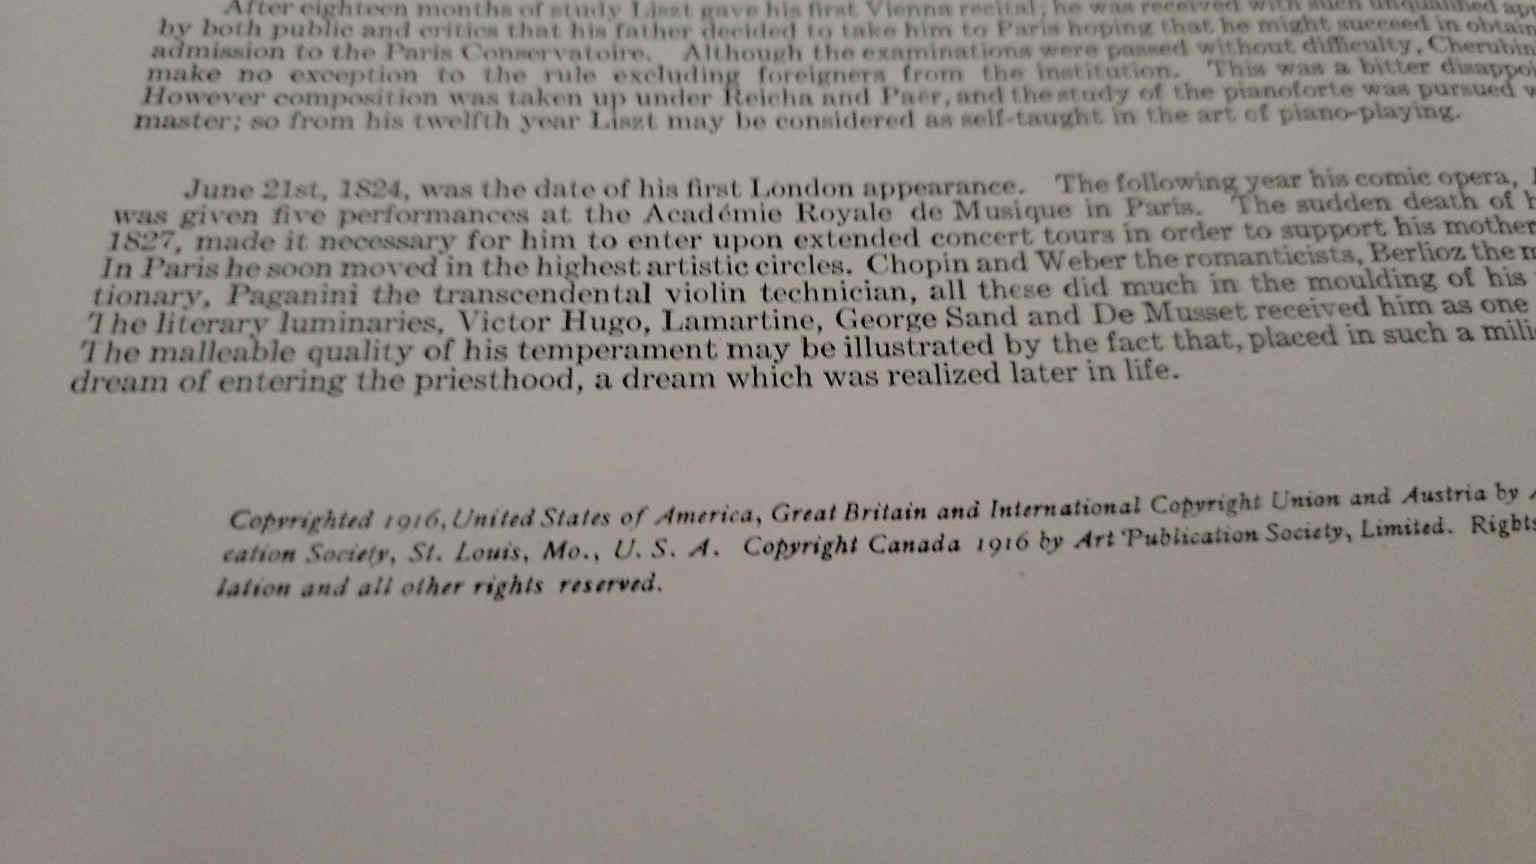 After eighteen months of study Liszt gave his first Vienna recital; he was received with such unqualified
by both public and critics that his father decided to take him to Paris hoping that he might succeed in
admission to the Paris Conservatoire. Although the examinations were passed without difficulty,
make no exception to the rule excluding foreigners from the institution. This was a bitter
However composition was taken up under Reicha and Paer, and the study of the pianoforte was pursued
master; so from his twelfth year Liszt may be considered as self-taught in the art of piano-playing.
June 21st, 1824, was the date of his first London appearance. The following year his comic opera,
was given five performances at the Académie Royale de Musique in Paris. The sudden death of
1827, made it necessary for him to enter upon extended concert tours in order to support his mother
In Paris he soon moved in the highest artistic circles. Chopin and Weber the romanticists, Berlioz the
tionary, Paganini the transcendental violin technician, all these did much in the moulding of his
The literary luminaries, Victor Hugo, Lamartine, George Sand and De Musset received him as one
The malleable quality of his temperament may be illustrated by the fact that, placed in such a
dream of entering the priesthood, a dream which was realized later in life.
Copyrighted 1916, United States of America, Great Britain and International Copyright Union and Austria by
cation Society, St. Louis, Mo., U. S. A. Copyright Canada 1916 by Art Publication Society, Limited. Rights
lation and all other rights reserved.